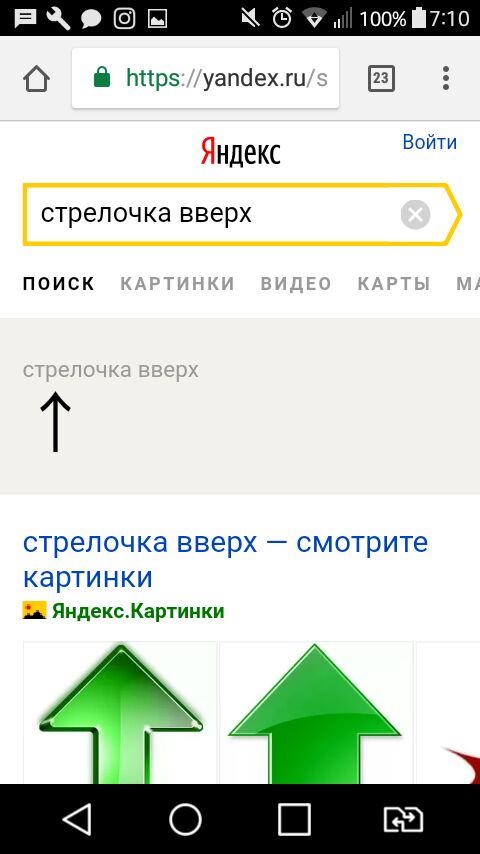 100% 7:10
https://yandex.ru/s
23
Яндекс
Войти
стрелочка вверх
ПОИСК КАРТИНКИ ВИДЕО КАРТЫ МА
стрелочка вверх
↑
стрелочка вверх — смотрите
картинки
Яндекс.Картинки